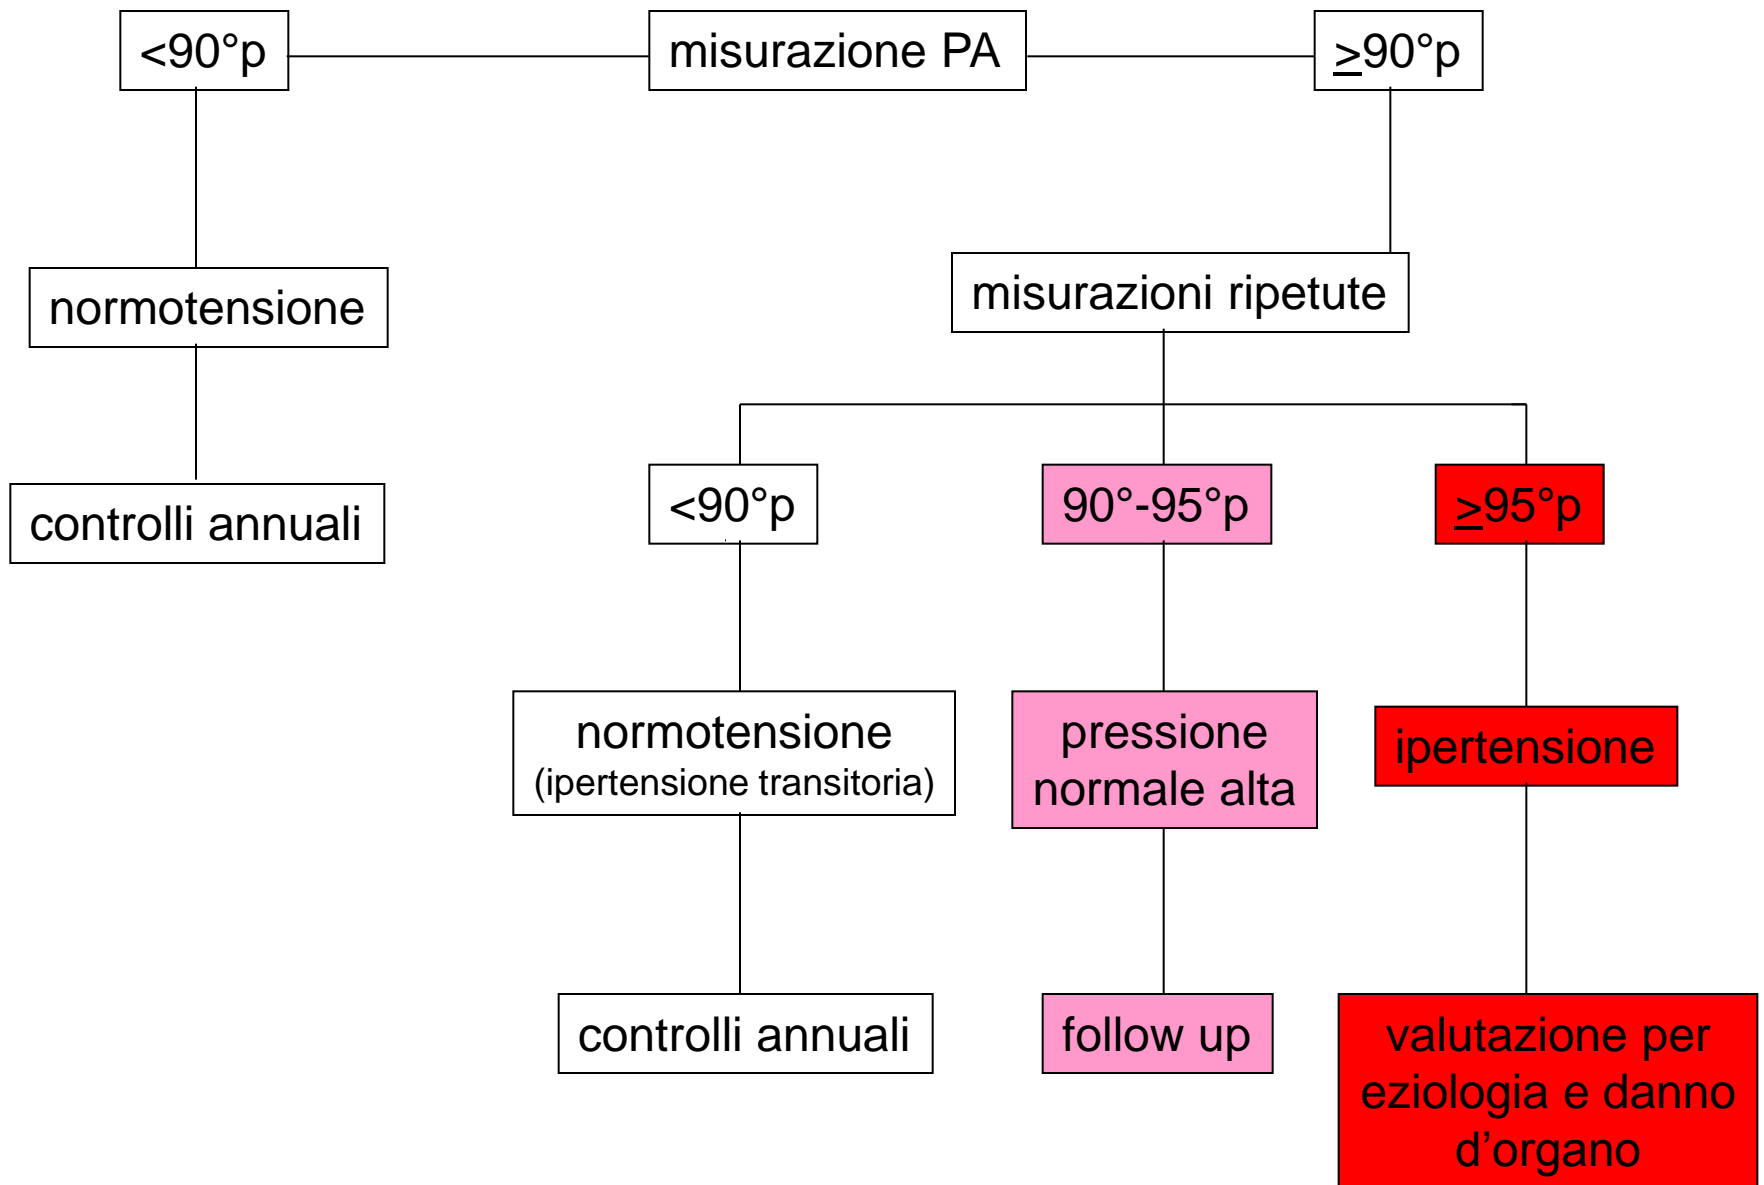 <90°p
misurazione PA
≥90°p
normotensione
misurazioni ripetute
controlli annuali
<90°p
90°-95°p
≥95°p
normotensione
(ipertensione transitoria)
pressione
normale alta
ipertensione
controlli annuali
follow up
valutazione per
eziologia e danno
d’organo